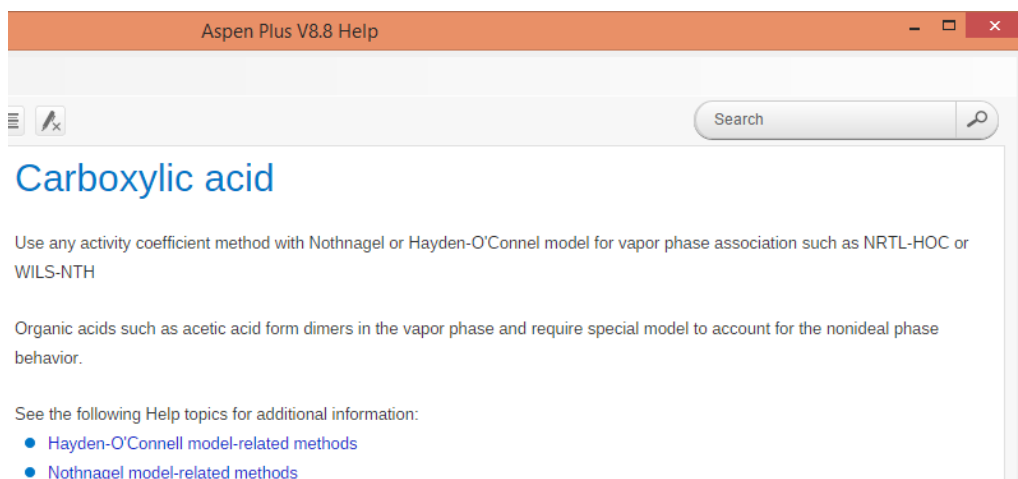 Aspen Plus V8.8 Help
Search
Carboxylic acid
Use any activity coefficient method with Nothnagel or Hayden-O'Connel model for vapor phase association such as NRTL-HOC or
WILS-NTH
Organic acids such as acetic acid form dimers in the vapor phase and require special model to account for the nonideal phase
behavior.
See the following Help topics for additional information:
Hayden-O'Connell model-related methods
Nothnagel model-related methods